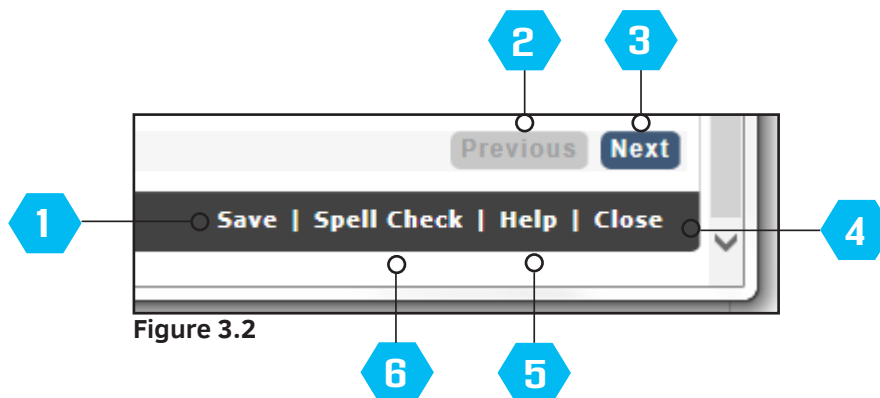 2 3
Previous Next
1 Save | Spell Check | Help | Close 4
Figure 3.2
6 5